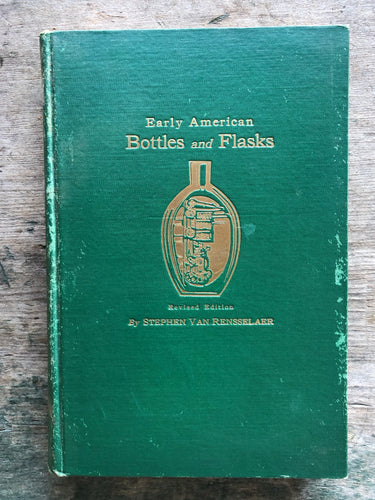 Early American
Bottles and Flasks
Revised Edition
By STEPHEN VAN RENSSELAER